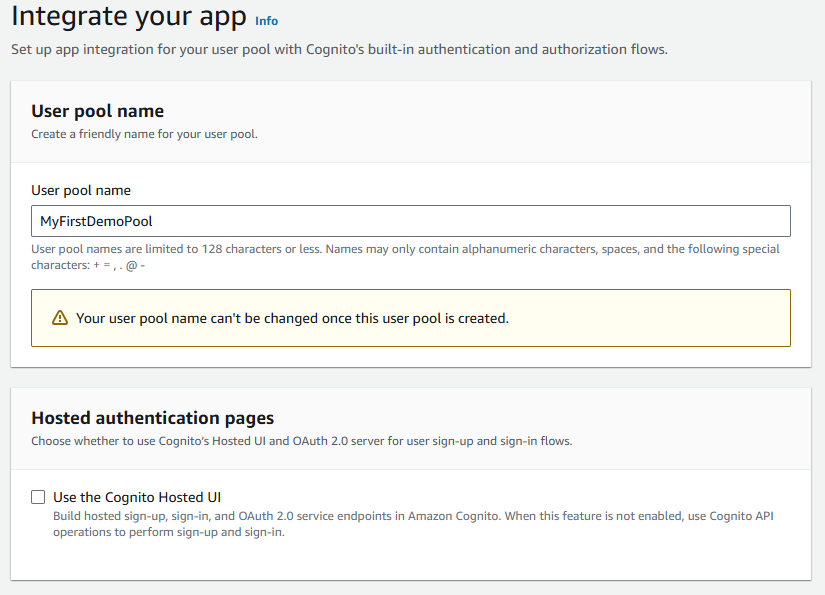 Integrate your app Info
Set up app integration for your user pool with Cognito's built-in authentication and authorization flows.
User pool name
Create a friendly name for your user pool.
User pool name
MyFirstDemoPool
User pool names are limited to 128 characters or less. Names may only contain alphanumeric characters, spaces, and the following special
characters: + = , . @ -
Your user pool name can't be changed once this user pool is created.
Hosted authentication pages
Choose whether to use Cognito's Hosted UI and OAuth 2.0 server for user sign-up and sign-in flows.
Use the Cognito Hosted UI
Build hosted sign-up, sign-in, and OAuth 2.0 service endpoints in Amazon Cognito. When this feature is not enabled, use Cognito API
operations to perform sign-up and sign-in.